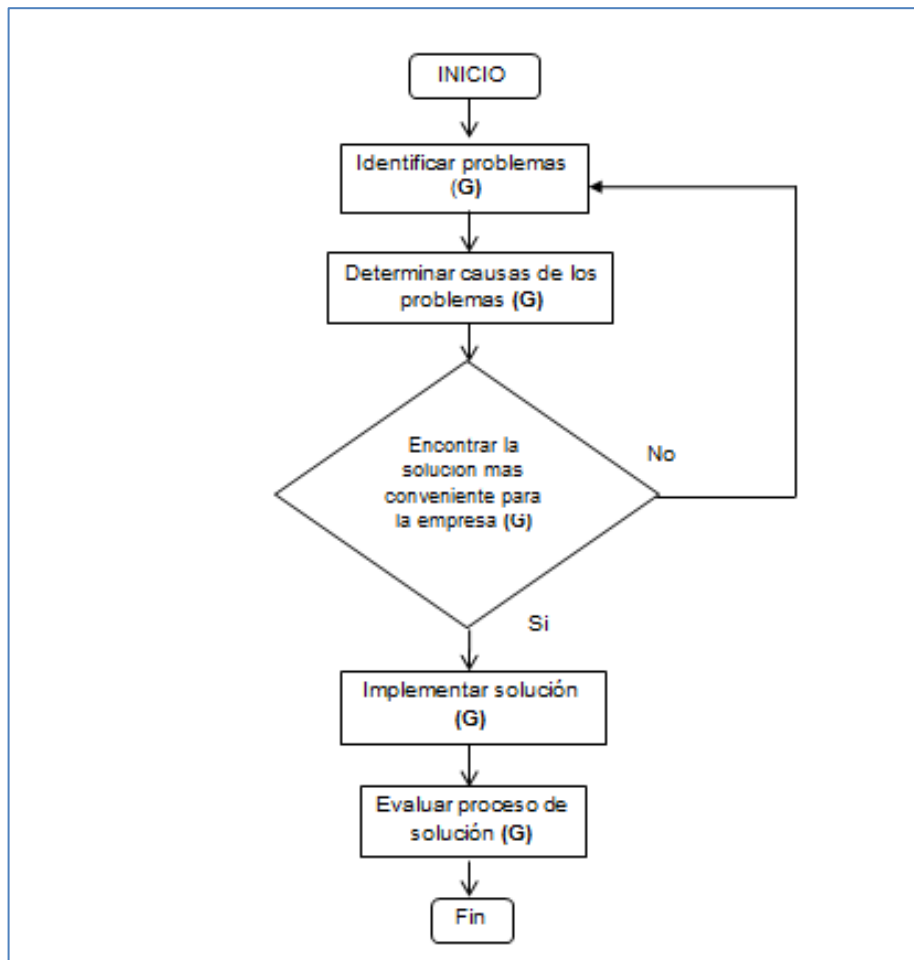 INICIO
Identificar problemas
(G)
Determinar causas de los
problemas (G)
Encontrar la
solucion mas
conveniente para
la empresa (G)
No
Si
Implementar solución
(G)
Evaluar proceso de
solución (G)
Fin